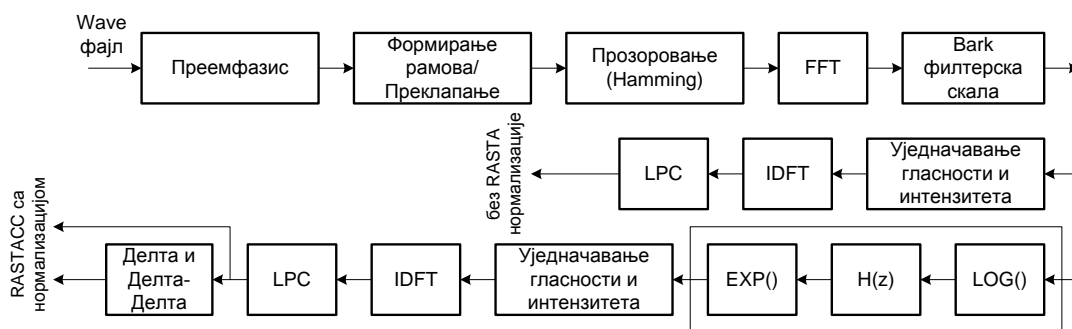 Wave
фајл
Преемфазис
Формирање
рамова/
Преклапање
Прозоровање
(Hamming)
FFT
Bark
филтерска
скала
без RASTA
нормализације
LPC
IDFT
Уједначавање
гласности и
интензитета
RASTACC са
нормализацијом
Делта и
Делта-
Делта
LPC
IDFT
Уједначавање
гласности и
интензитета
EXP()
H(z)
LOG()